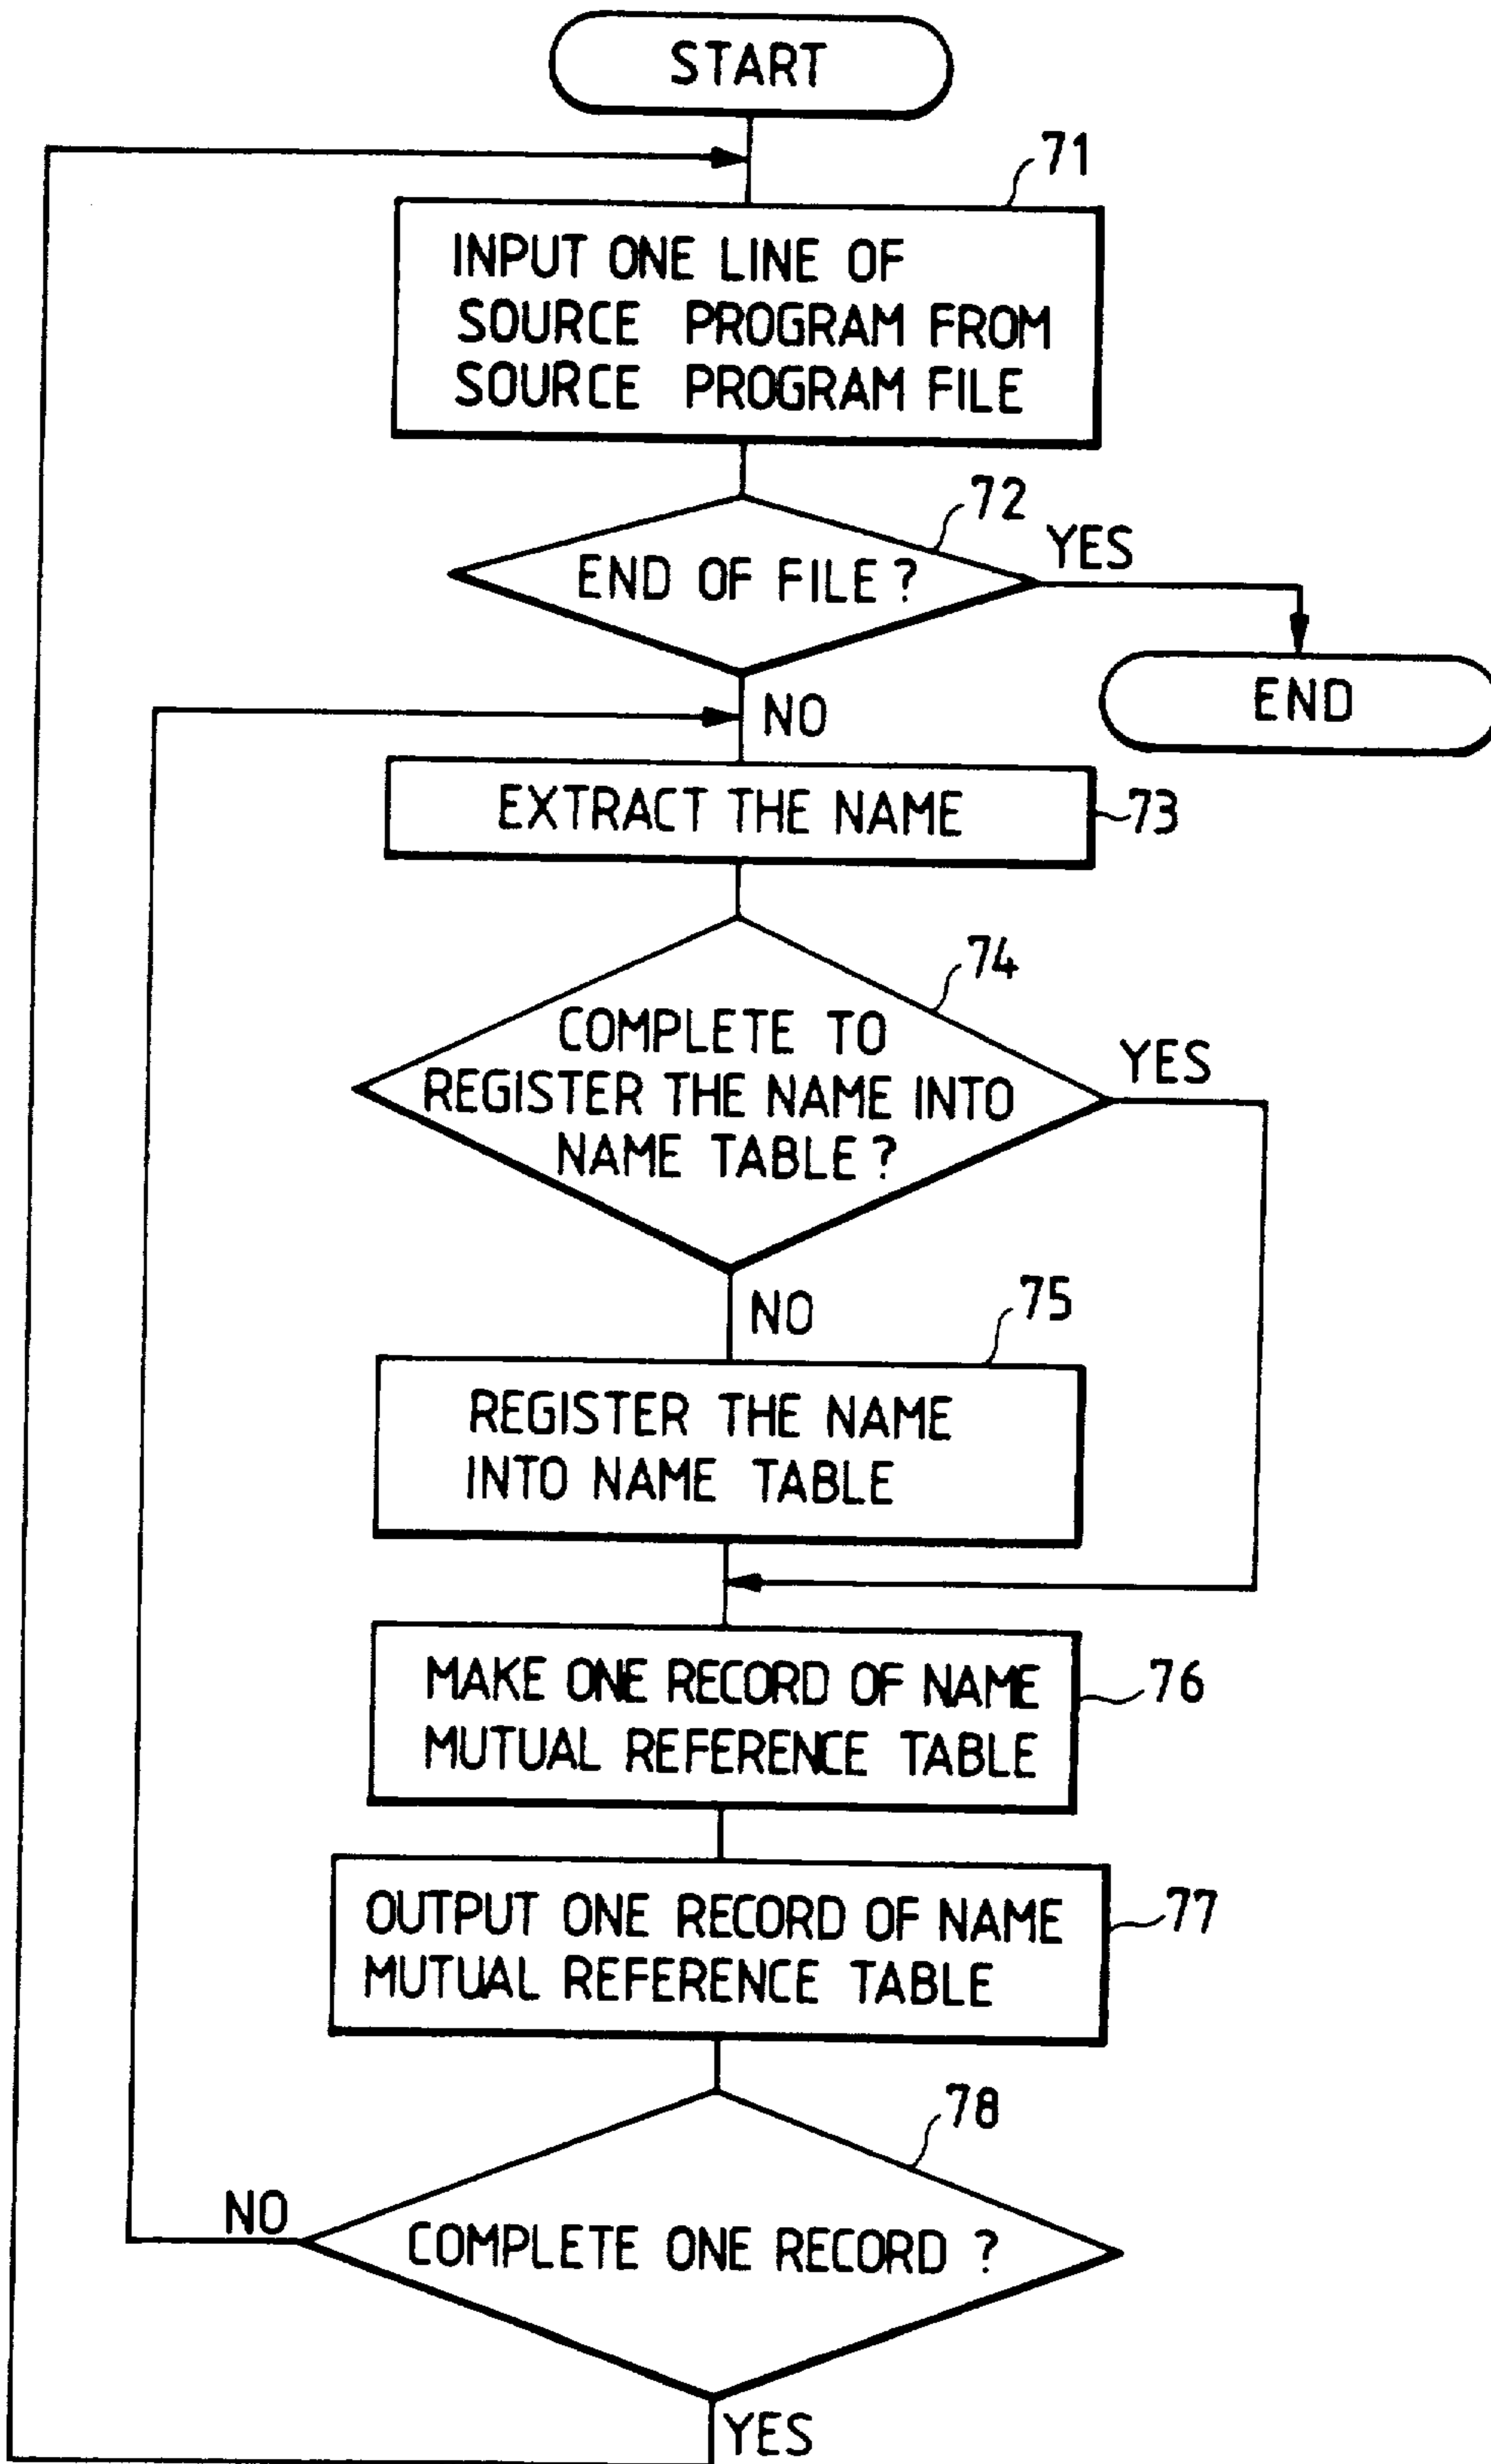 START
71
INPUT ONE LINE OF
SOURCE PROGRAM FROM
SOURCE PROGRAM FILE
72
END OF FILE ?
YES
END
NO
EXTRACT THE NAME
73
74
COMPLETE TO
REGISTER THE NAME INTO
NAME TABLE ?
YES
NO
75
REGISTER THE NAME
INTO NAME TABLE
MAKE ONE RECORD OF NAME
MUTUAL REFERENCE TABLE
76
OUTPUT ONE RECORD OF NAME
MUTUAL REFERENCE TABLE
77
78
NO
COMPLETE ONE RECORD ?
YES